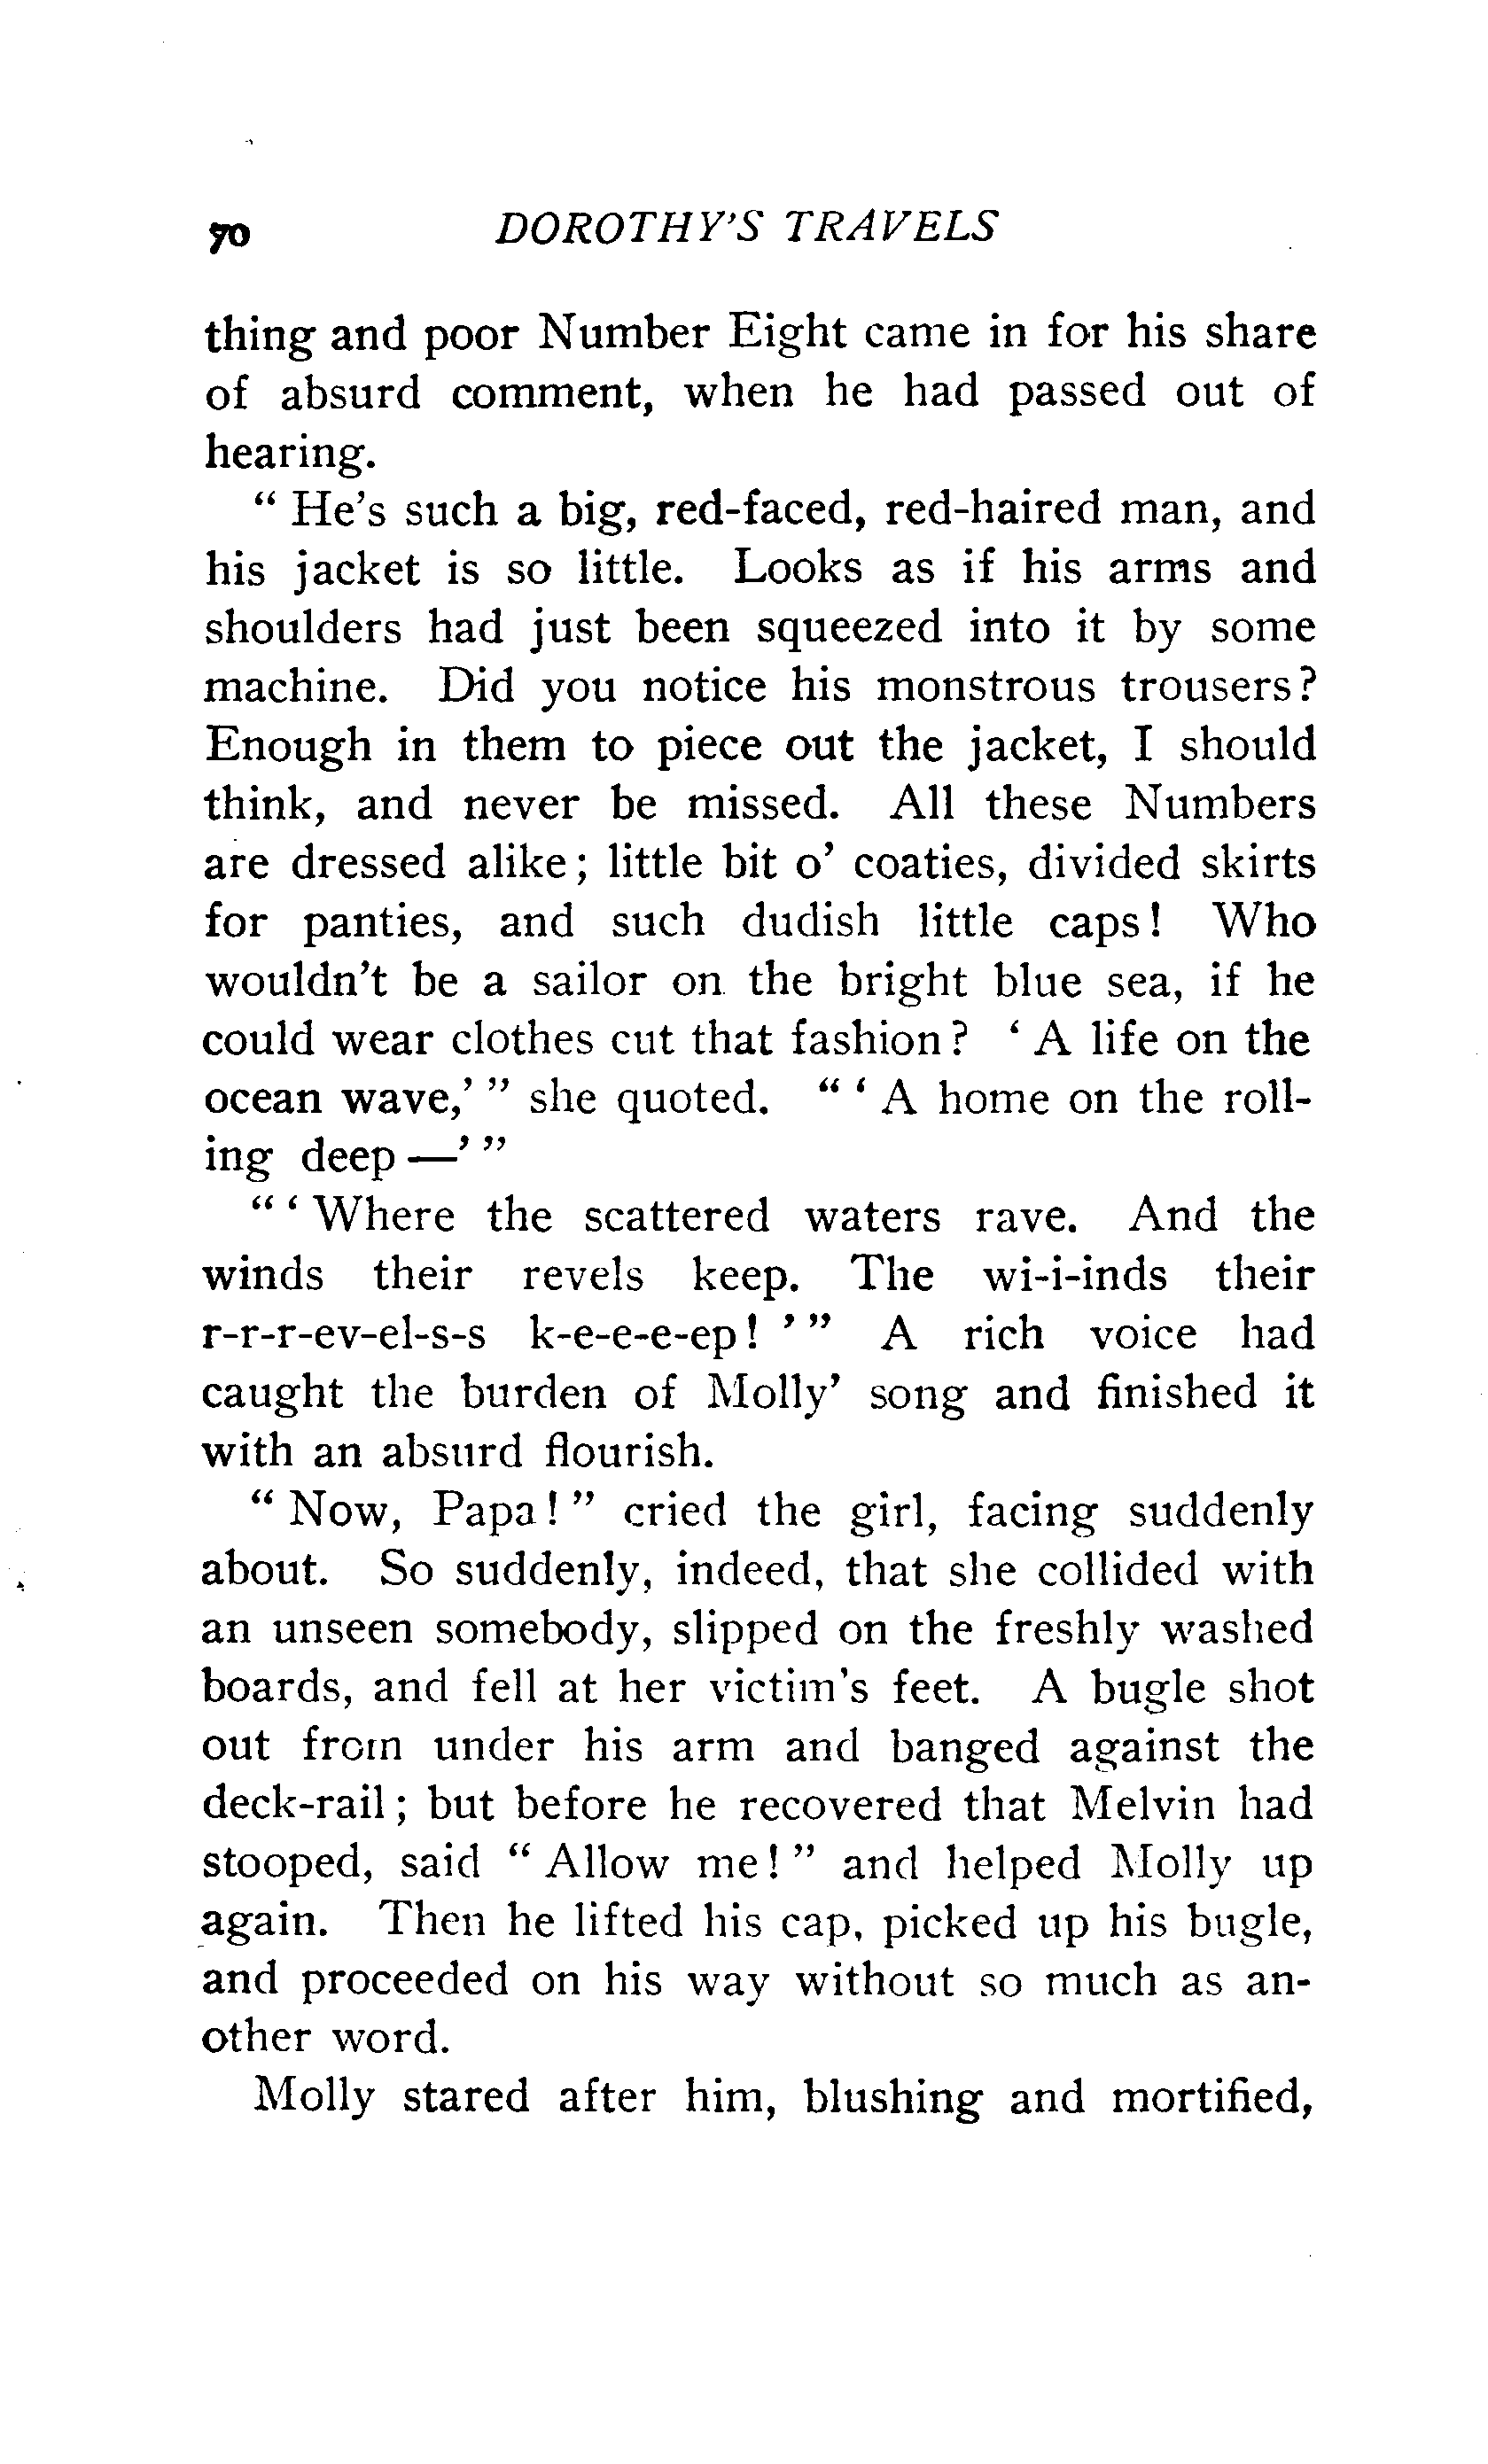 70 DOROTHY'S TRAVELS
thing and poor Number Eight came in for his share
of absurd comment, when he had passed out of
hearing.
" He's such a big, red-faced, red-haired man, and
his jacket is so little. Looks as if his arms and
shoulders had just been squeezed into it by some
machine. Did you notice his monstrous trousers?
Enough in them to piece out the jacket, I should
think, and never be missed. All these Numbers
are dressed alike; little bit o' coaties, divided skirts
for panties, and such dudish little caps! Who
wouldn't be a sailor on the bright blue sea, if he
could wear clothes cut that fashion? ' A life on the
ocean wave,' " she quoted. " ' A home on the roll-
ing deep —' "
" ' Where the scattered waters rave. And the
winds their revels keep. The wi-i-inds their
r-r-r-ev-el-s-s k-e-e-e-ep! ' " A rich voice had
caught the burden of Molly' song and finished it
with an absurd flourish.
" Now, Papa! " cried the girl, facing suddenly
about. So suddenly, indeed, that she collided with
an unseen somebody, slipped on the freshly washed
boards, and fell at her victim's feet. A bugle shot
out from under his arm and banged against the
deck-rail; but before he recovered that Melvin had
stooped, said " Allow me! " and helped Molly up
again. Then he lifted his cap, picked up his bugle,
and proceeded on his way without so much as an-
other word.
Molly stared after him, blushing and mortified,